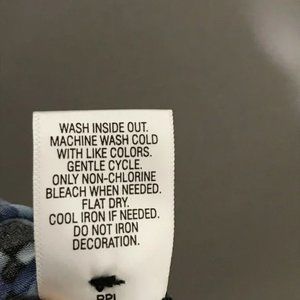 WASH INSIDE OUT.
MACHINE WASH COLD
WITH LIKE COLORS.
GENTLE CYCLE.
ONLY NON-CHLORINE
BLEACH WHEN NEEDED.
FLAT DRY.
COOL IRON IF NEEDED.
DO NOT IRON
DECORATION.